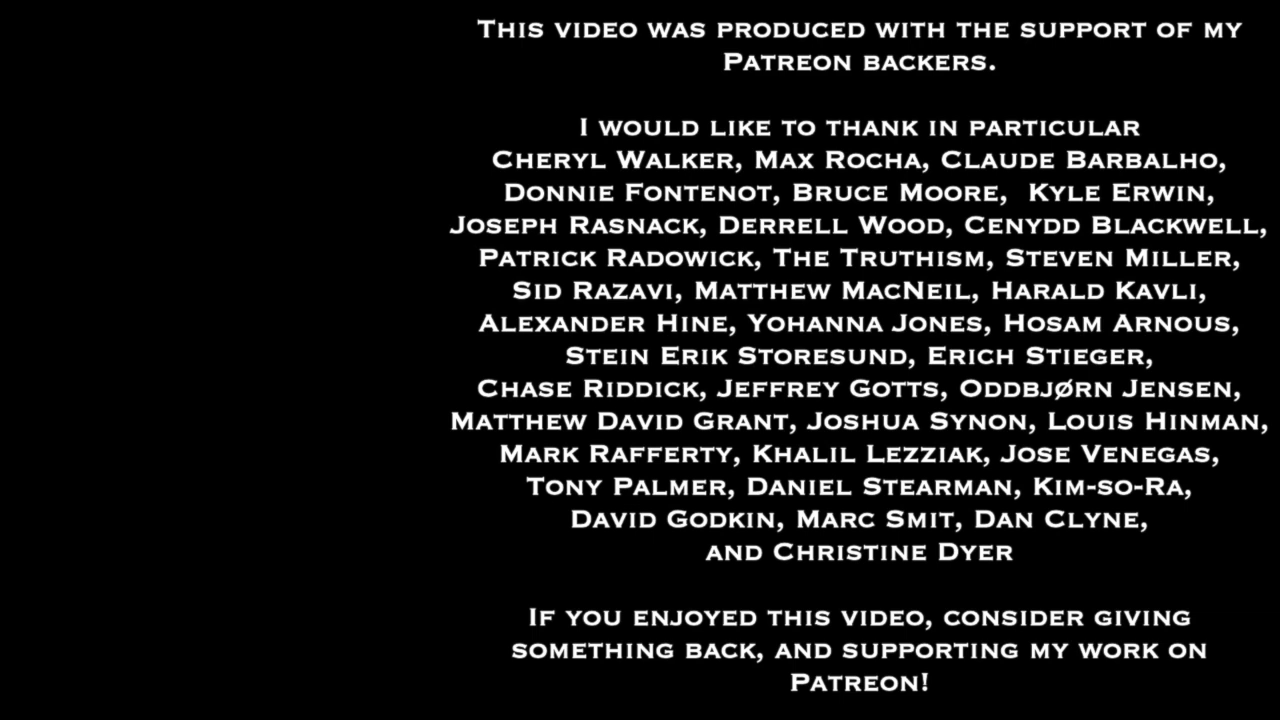 This video was produced with the support of my
Patreon backers.
I would like to thank in particular
Cheryl Walker, Max Rocha, Claude Barbalho,
Donnie Fontenot, Bruce Moore,  Kyle Erwin,
Joseph Rasnack, Derrell Wood, Cenydd Blackwell,
Patrick Radowick, The Truthism, Steven Miller,
Sid Razavi, Matthew MacNeil, Harald Kavli,
Alexander Hine, Yohanna Jones, Hosam Arnous,
Stein Erik Storesund, Erich Stieger,
Chase Riddick, Jeffrey Gotts, Oddbjørn Jensen,
Matthew David Grant, Joshua Synon, Louis Hinman,
Mark Rafferty, Khalil Lezziak, Jose Venegas,
Tony Palmer, Daniel Stearman, Kim-so-Ra,
David Godkin, Marc Smit, Dan Clyne,
and Christine Dyer
If you enjoyed this video, consider giving
something back, and supporting my work on
Patreon!